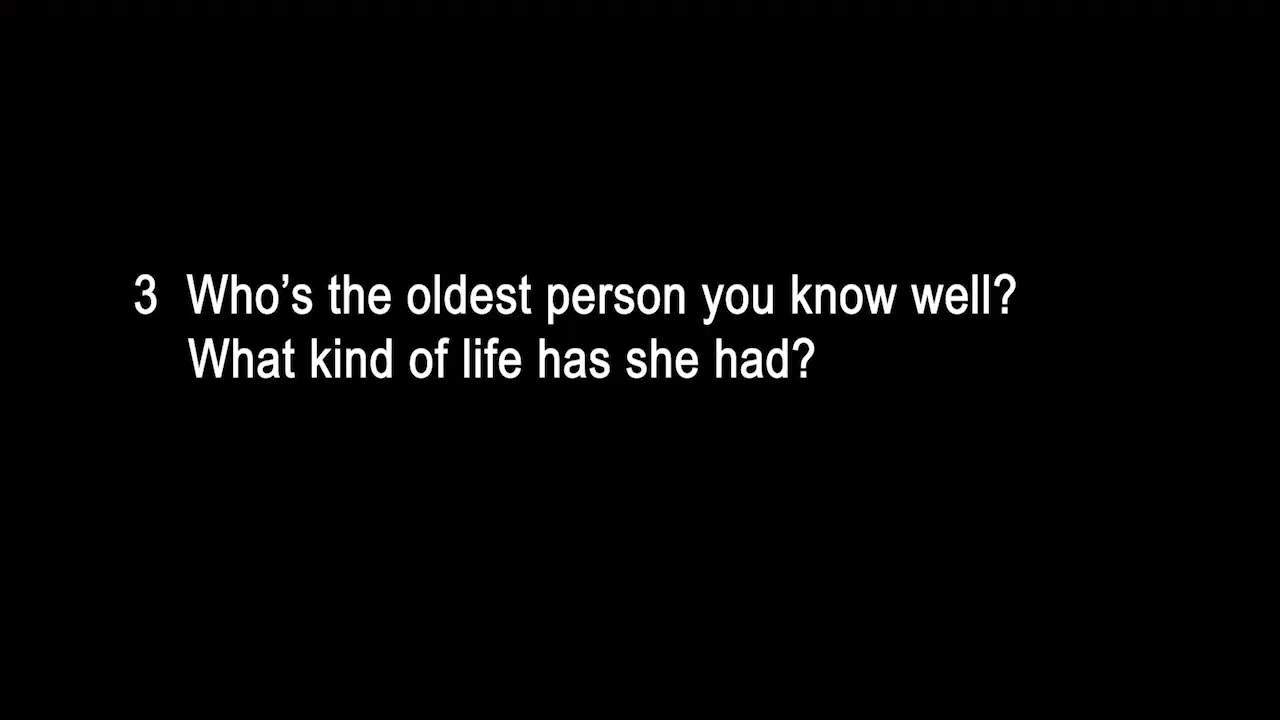 3 Who’s the oldest person you know well?
What kind of life has she had?